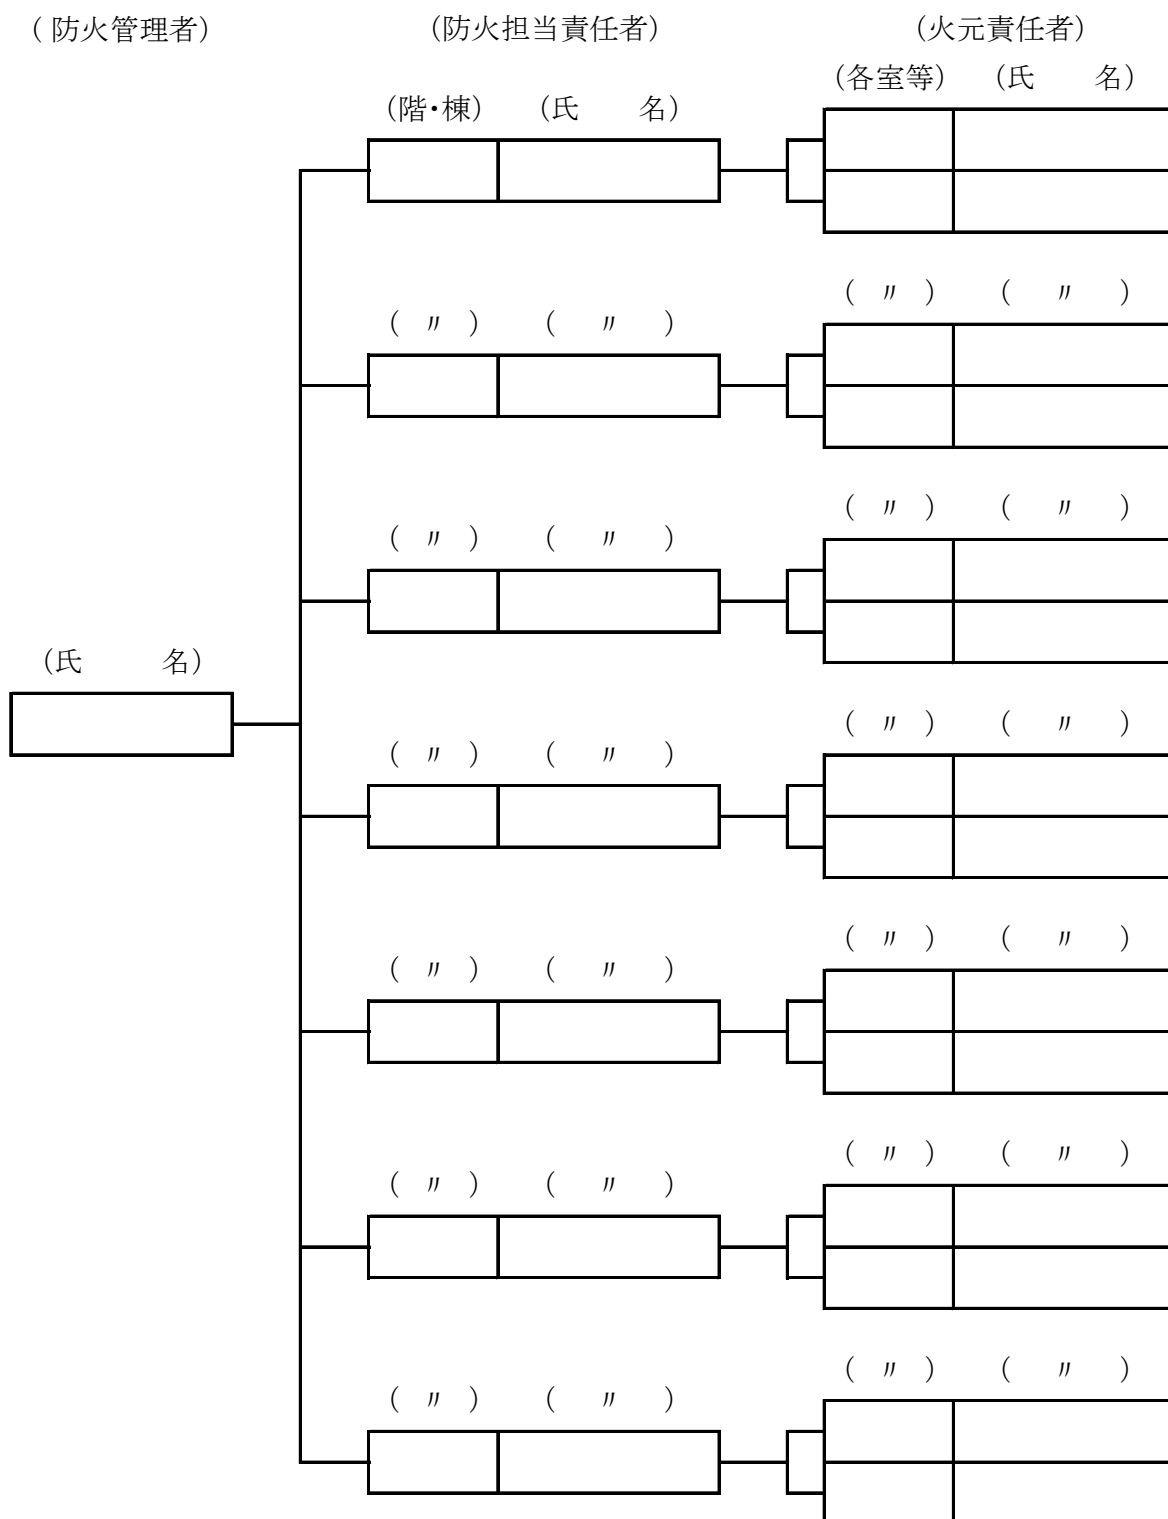 （防火管理者） （防火担当責任者） （火元責任者）
（各室等） （氏　　名）
（階・棟） （氏　　名）
（　〃　） （　〃　）
（　〃　） （　〃　）
（　〃　） （　〃　）
（　〃　） （　〃　）
（氏　　名）
（　〃　） （　〃　）
（　〃　） （　〃　）
（　〃　） （　〃　）
（　〃　） （　〃　）
（　〃　） （　〃　）
（　〃　） （　〃　）
（　〃　） （　〃　）
（　〃　） （　〃　）